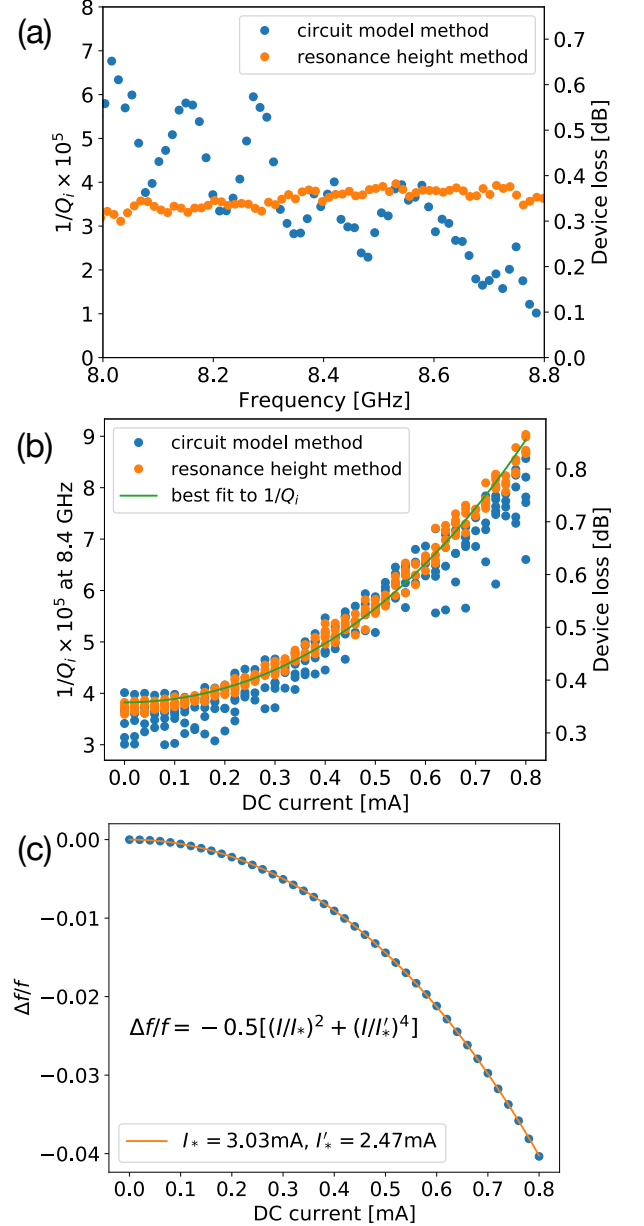 (a)
circuit model method
resonance height method
8
7
6
5
4
3
2
1
0
1/Q_i × 10^5
0.7
0.6
0.5
0.4
0.3
0.2
0.1
0.0
Device loss [dB]
8.0 8.2 8.4 8.6 8.8
Frequency [GHz]
(b)
circuit model method
resonance height method
best fit to 1/Q_i
9
8
7
6
5
4
3
1/Q_i × 10^5 at 8.4 GHz
0.8
0.7
0.6
0.5
0.4
0.3
Device loss [dB]
0.0 0.1 0.2 0.3 0.4 0.5 0.6 0.7 0.8
DC current [mA]
(c)
0.00
−0.01
−0.02
−0.03
−0.04
Δf/f
Δf/f = −0.5[(I/I_*)^2 + (I/I'_*)^4]
I_* = 3.03mA, I'_* = 2.47mA
0.0 0.1 0.2 0.3 0.4 0.5 0.6 0.7 0.8
DC current [mA]